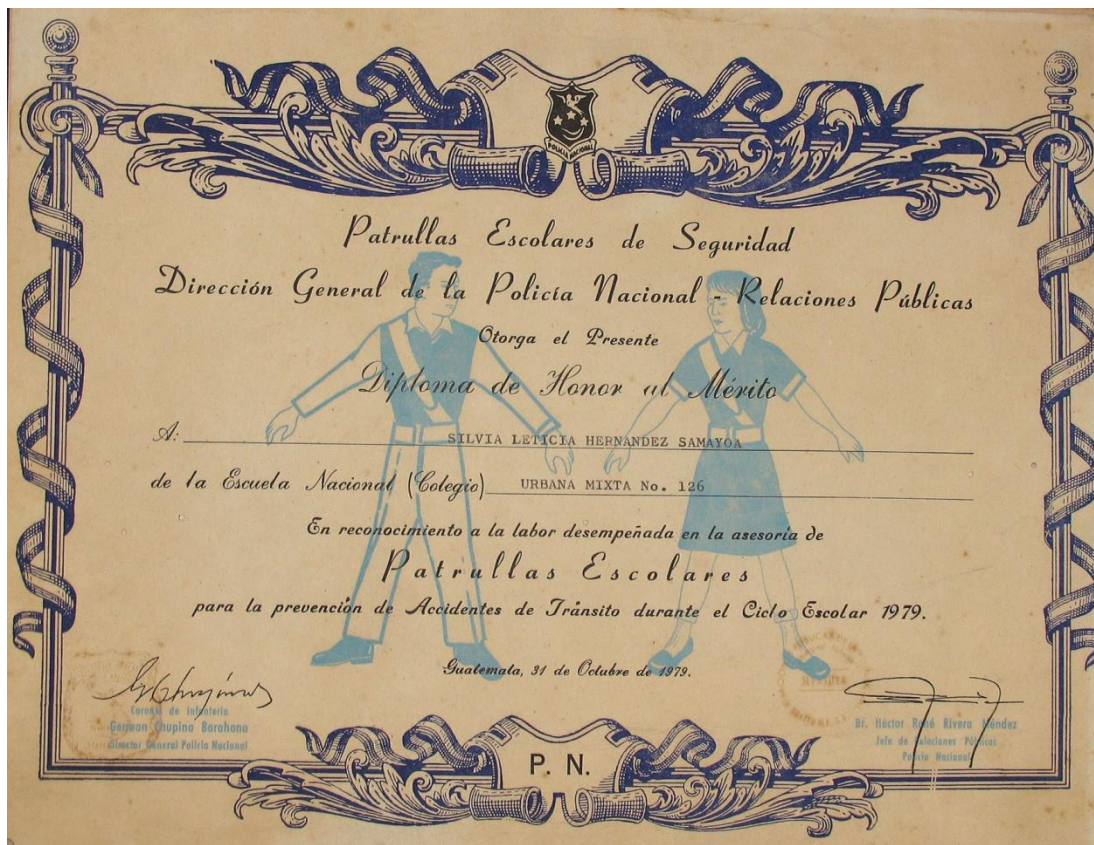 POLICIA NACIONAL
Patrullas Escolares de Seguridad
Dirección General de la Policía Nacional - Relaciones Públicas
Otorga el Presente
Diploma de Honor al Mérito
A: SILVIA LETICIA HERNANDEZ SAMAYOA
de la Escuela Nacional (Colegio) URBANA MIXTA No. 126
En reconocimiento a la labor desempeñada en la asesoría de
Patrullas Escolares
para la prevención de Accidentes de Tránsito durante el Ciclo Escolar 1979.
Guatemala, 31 de Octubre de 1979.
Coronel de Infantería
German Chupina Barahona
Director General Policía Nacional
Br. Héctor René Rivera Méndez
Jefe de Relaciones Públicas
Policía Nacional
P. N.